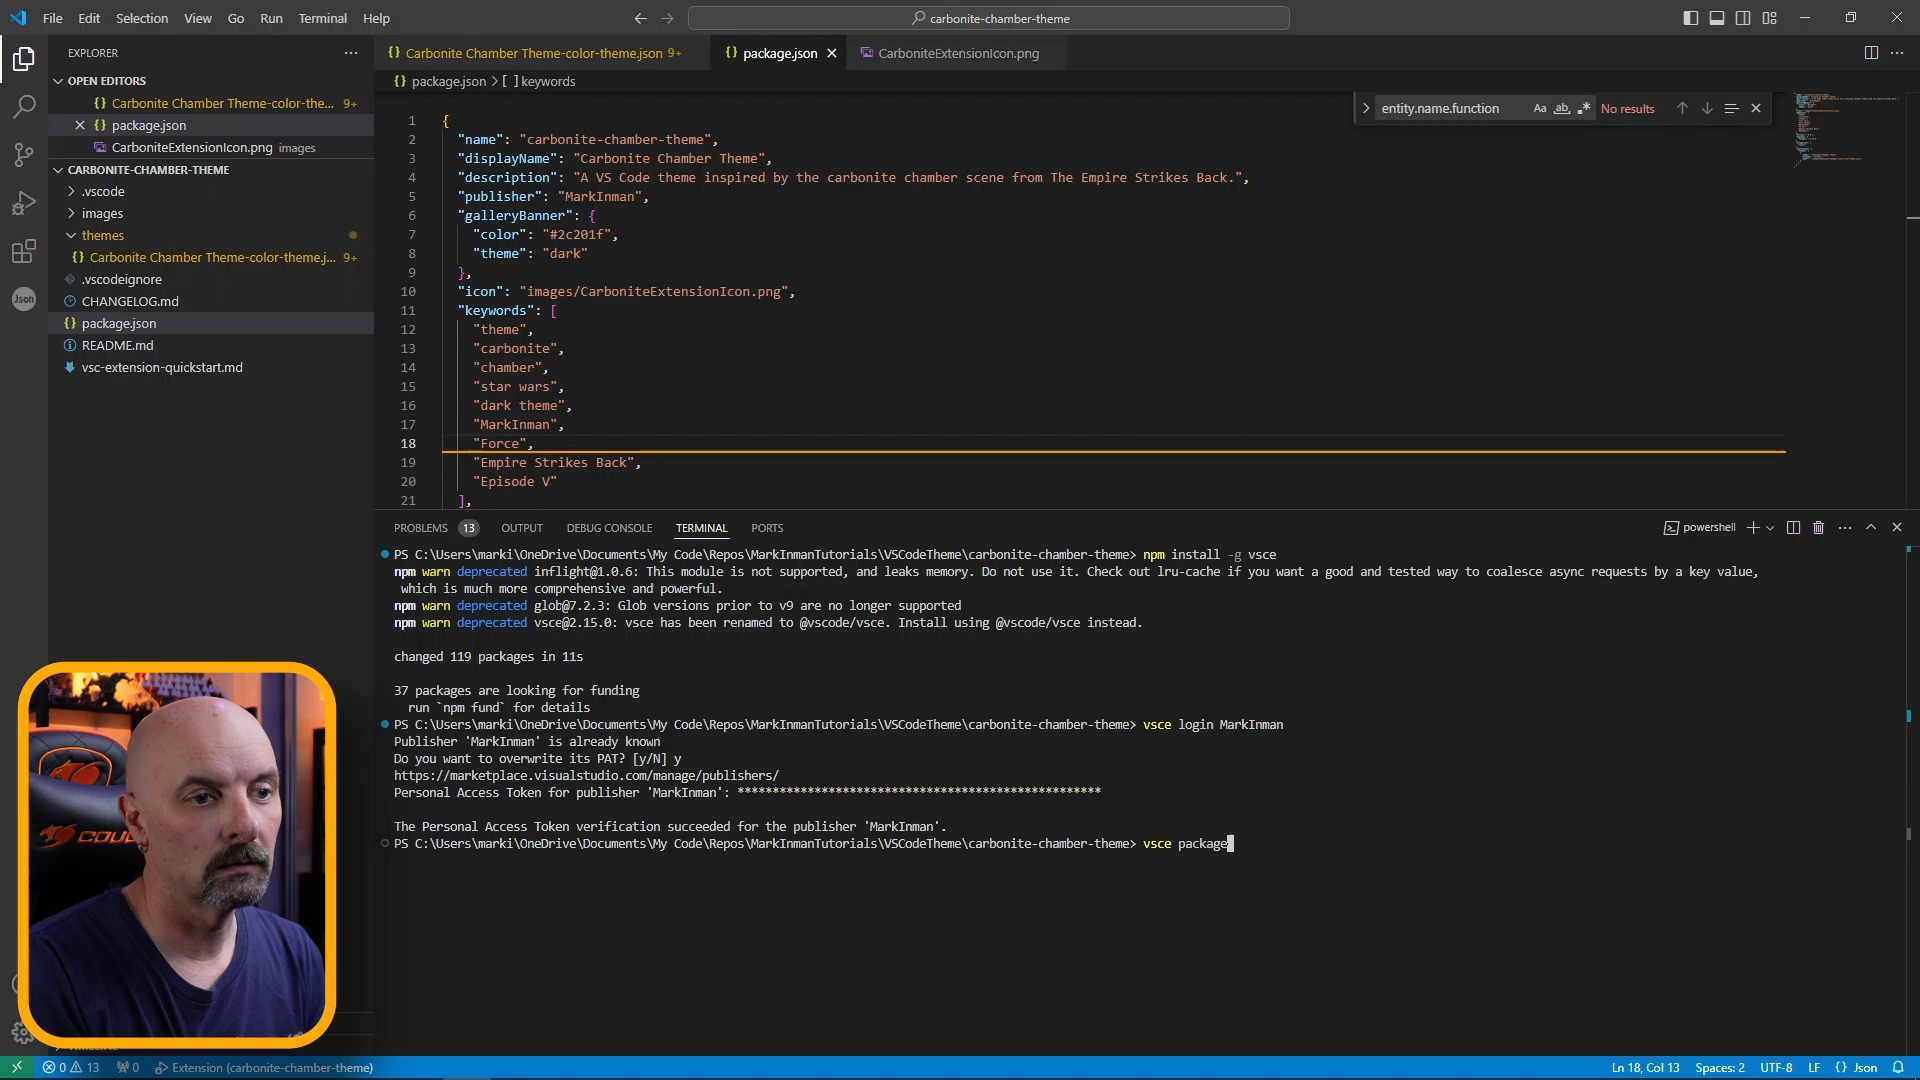 File Edit Selection View Go Run Terminal Help
carbonite-chamber-theme
EXPLORER
OPEN EDITORS
Carbonite Chamber Theme-color-the... 9+
package.json
CarboniteExtensionIcon.png images
CARBONITE-CHAMBER-THEME
.vscode
images
themes
Carbonite Chamber Theme-color-theme.j... 9+
.vscodeignore
CHANGELOG.md
package.json
README.md
vsc-extension-quickstart.md
Json
Carbonite Chamber Theme-color-theme.json 9+
package.json
CarboniteExtensionIcon.png
package.json > [ ] keywords
entity.name.function Aa ab No results
1 {
2 "name": "carbonite-chamber-theme",
3 "displayName": "Carbonite Chamber Theme",
4 "description": "A VS Code theme inspired by the carbonite chamber scene from The Empire Strikes Back.",
5 "publisher": "MarkInman",
6 "galleryBanner": {
7 "color": "#2c201f",
8 "theme": "dark"
9 },
10 "icon": "images/CarboniteExtensionIcon.png",
11 "keywords": [
12 "theme",
13 "carbonite",
14 "chamber",
15 "star wars",
16 "dark theme",
17 "MarkInman",
18 "Force",
19 "Empire Strikes Back",
20 "Episode V"
21 ],
PROBLEMS 13 OUTPUT DEBUG CONSOLE TERMINAL PORTS
powershell
PS C:\Users\marki\OneDrive\Documents\My Code\Repos\MarkInmanTutorials\VSCodeTheme\carbonite-chamber-theme> npm install -g vsce
npm warn deprecated inflight@1.0.6: This module is not supported, and leaks memory. Do not use it. Check out lru-cache if you want a good and tested way to coalesce async requests by a key value,
which is much more comprehensive and powerful.
npm warn deprecated glob@7.2.3: Glob versions prior to v9 are no longer supported
npm warn deprecated vsce@2.15.0: vsce has been renamed to @vscode/vsce. Install using @vscode/vsce instead.
changed 119 packages in 11s
37 packages are looking for funding
run `npm fund` for details
PS C:\Users\marki\OneDrive\Documents\My Code\Repos\MarkInmanTutorials\VSCodeTheme\carbonite-chamber-theme> vsce login MarkInman
Publisher 'MarkInman' is already known
Do you want to overwrite its PAT? [y/N] y
https://marketplace.visualstudio.com/manage/publishers/
Personal Access Token for publisher 'MarkInman': ****************************************************
The Personal Access Token verification succeeded for the publisher 'MarkInman'.
PS C:\Users\marki\OneDrive\Documents\My Code\Repos\MarkInmanTutorials\VSCodeTheme\carbonite-chamber-theme> vsce package
0 13 0 Extension (carbonite-chamber-theme)
Ln 18, Col 13 Spaces: 2 UTF-8 LF {} Json